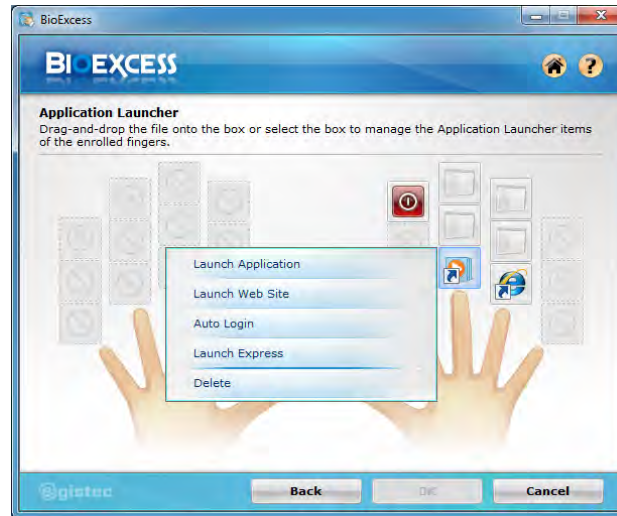 BioExcess
BIOEXCESS
?
Application Launcher
Drag-and-drop the file onto the box or select the box to manage the Application Launcher items
of the enrolled fingers.
Launch Application
Launch Web Site
Auto Login
Launch Express
Delete
egistec
Back
OK
Cancel